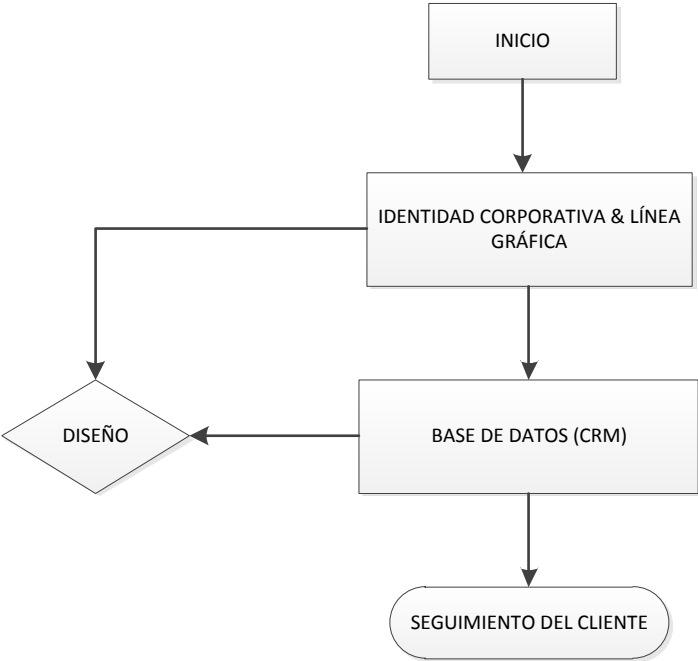 INICIO
IDENTIDAD CORPORATIVA & LÍNEA
GRÁFICA
DISEÑO
BASE DE DATOS (CRM)
SEGUIMIENTO DEL CLIENTE